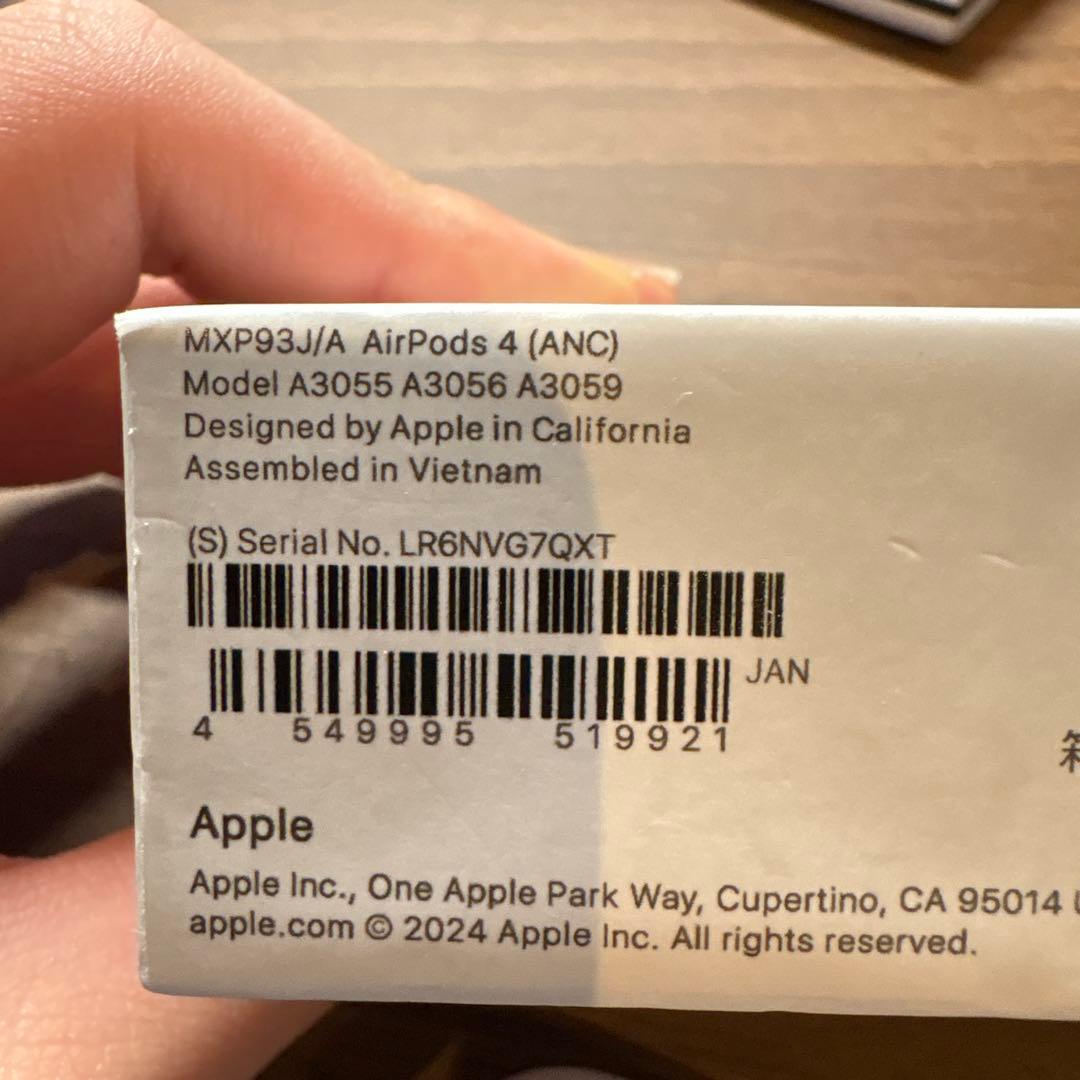 MXP93J/A AirPods 4 (ANC)
Model A3055 A3056 A3059
Designed by Apple in California
Assembled in Vietnam
(S) Serial No. LR6NVG7QXT
JAN
4 549995 519921
箱
Apple
Apple Inc., One Apple Park Way, Cupertino, CA 95014
apple.com © 2024 Apple Inc. All rights reserved.